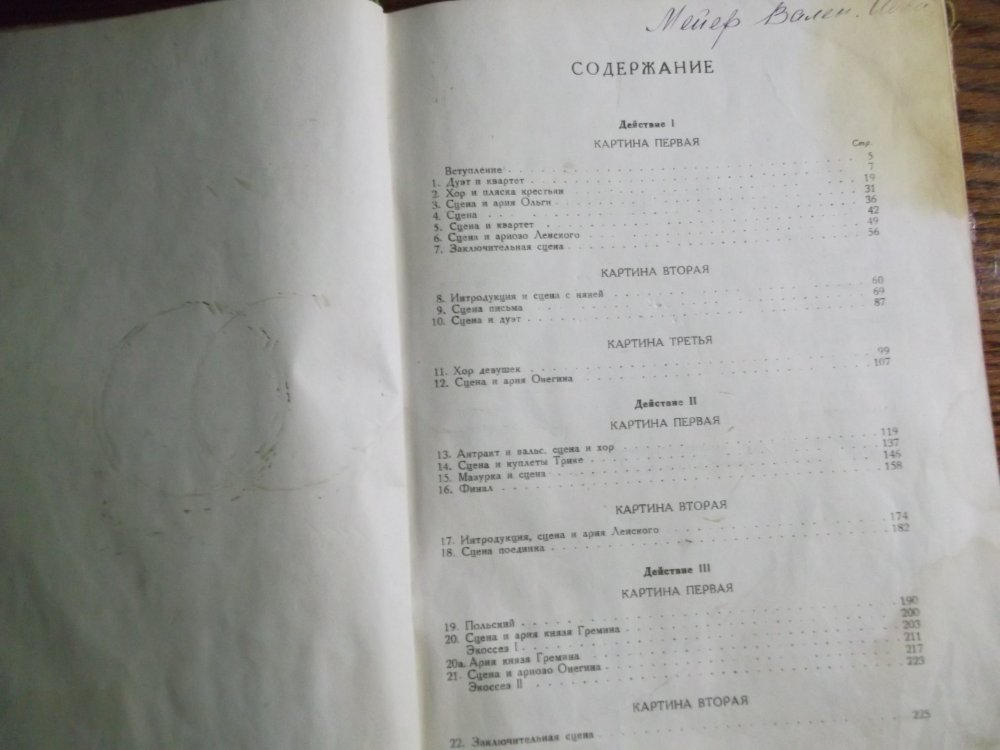 Мейер Вален.
СОДЕРЖАНИЕ
Действие I
КАРТИНА ПЕРВАЯ
Стр.
Вступление 5
1. Дуэт и квартет 7
2. Хор и пляска крестьян 19
3. Сцена и ария Ольги 31
4. Сцена 36
5. Сцена и квартет 42
6. Сцена и ариозо Ленского 49
7. Заключительная сцена 56
КАРТИНА ВТОРАЯ
8. Интродукция и сцена с няней 60
9. Сцена письма 69
10. Сцена и дуэт 87
КАРТИНА ТРЕТЬЯ
11. Хор девушек 99
12. Сцена и ария Онегина 107
Действие II
КАРТИНА ПЕРВАЯ
13. Антракт и вальс, сцена и хор 119
14. Сцена и куплеты Трике 137
15. Мазурка и сцена 146
16. Финал 158
КАРТИНА ВТОРАЯ
17. Интродукция, сцена и ария Ленского 174
18. Сцена поединка 182
Действие III
КАРТИНА ПЕРВАЯ
19. Польский 190
20. Сцена и ария князя Гремина 200
Экоссез I 203
20а. Ария князя Гремина 211
21. Сцена и ариозо Онегина 217
Экоссез II 223
КАРТИНА ВТОРАЯ
22. Заключительная сцена 225